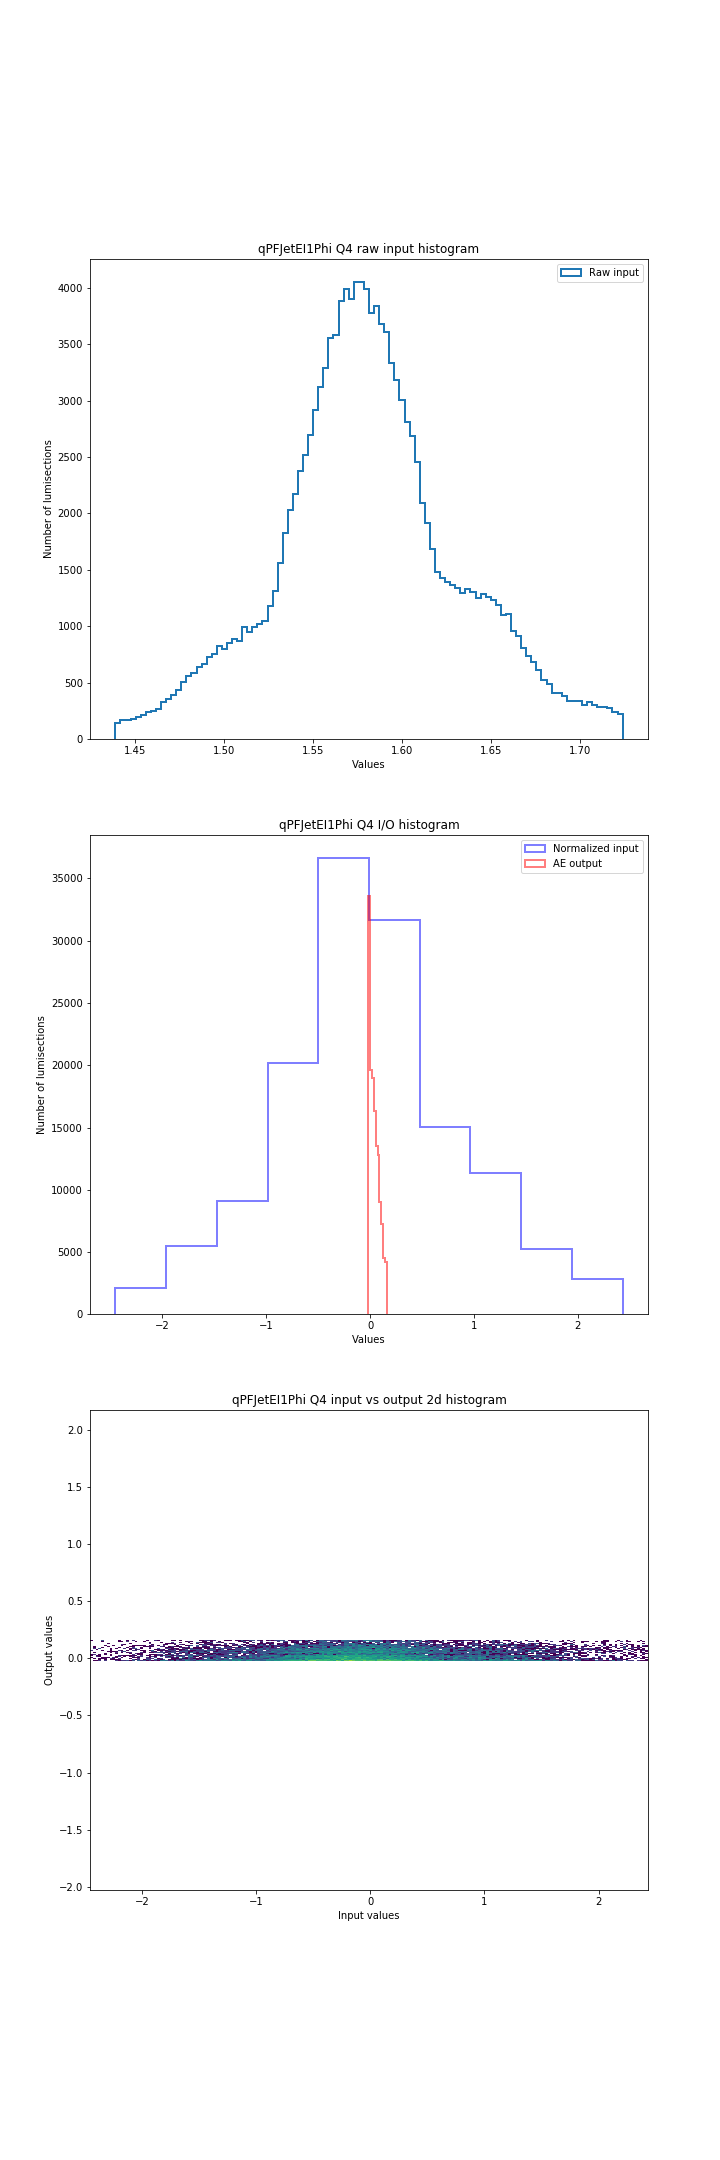 qPFJetEI1Phi Q4 raw input histogram
Raw input
4000
3500
3000
2500
2000
1500
1000
500
0
Number of lumisections
1.45 1.50 1.55 1.60 1.65 1.70
Values
qPFJetEI1Phi Q4 I/O histogram
Normalized input
AE output
35000
30000
25000
20000
15000
10000
5000
0
Number of lumisections
−2 −1 0 1 2
Values
qPFJetEI1Phi Q4 input vs output 2d histogram
2.0
1.5
1.0
0.5
0.0
−0.5
−1.0
−1.5
−2.0
Output values
−2 −1 0 1 2
Input values